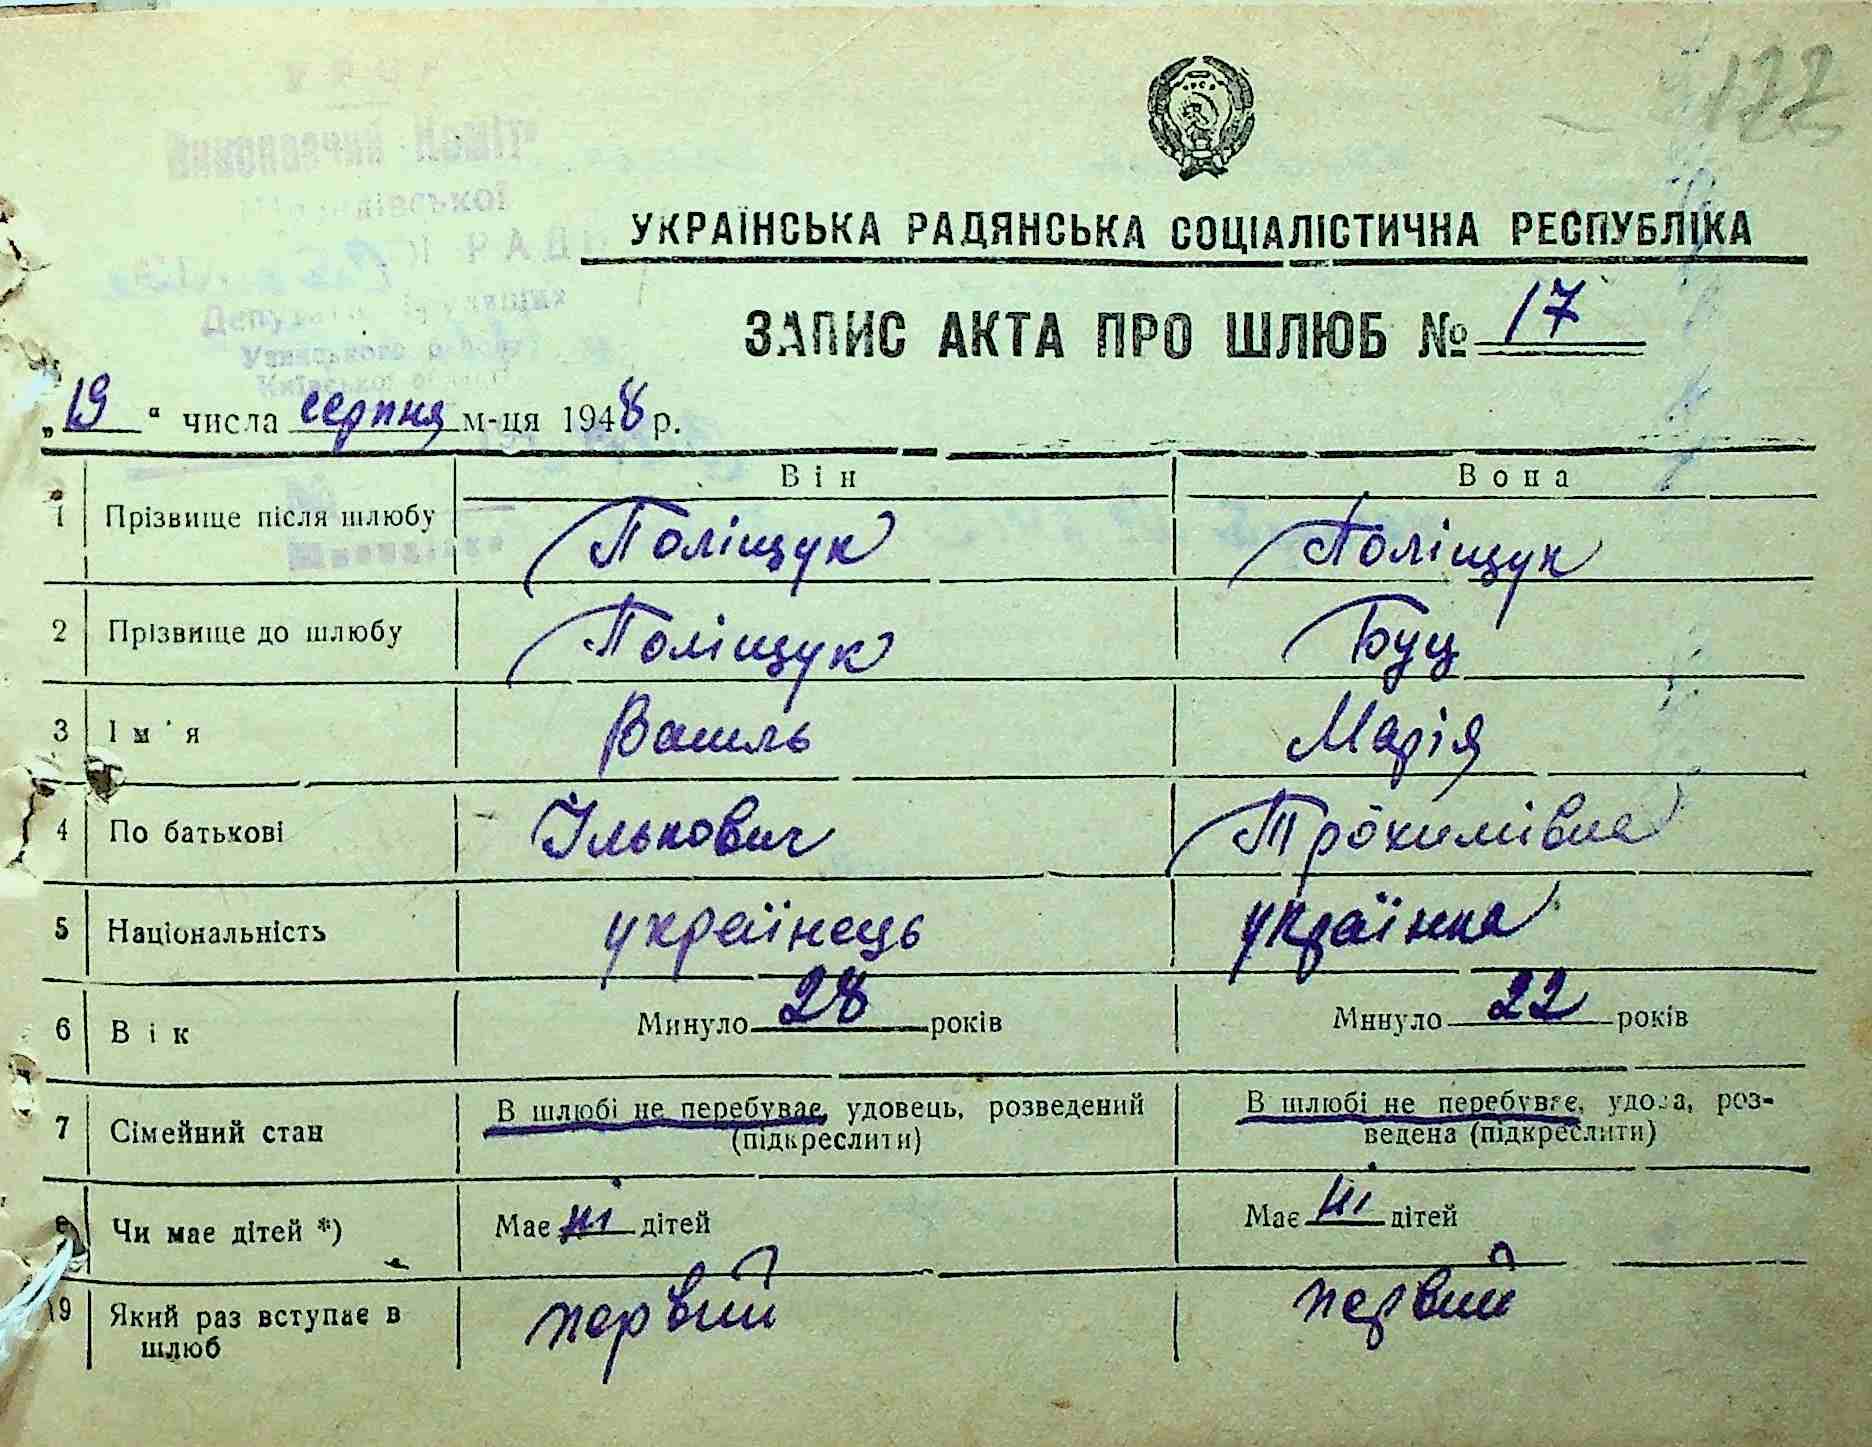 122
УКРАЇНСЬКА РАДЯНСЬКА СОЦІАЛІСТИЧНА РЕСПУБЛІКА
ЗАПИС АКТА ПРО ШЛЮБ № 17
„19“ числа серпня м-ця 1948 р.
Він Вона
1 Прізвище після шлюбу Поліщук Поліщук
2 Прізвище до шлюбу Поліщук Буц
3 Ім'я Василь Марія
4 По батькові Ількович Трохимівна
5 Національність українець українка
6 Вік Минуло 28 років Минуло 22 років
7 Сімейний стан В шлюбі не перебуває, удовець, розведений (підкреслити) В шлюбі не перебуває, удова, роз-
ведена (підкреслити)
8 Чи має дітей *) Має ні дітей Має ні дітей
9 Який раз вступає в шлюб первий первий